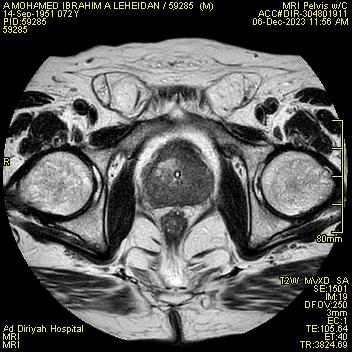 A MOHAMED IBRAHIM A LEHEIDAN / 59285 (M)
14-Sep-1951 072Y
PID:59285
59285
MRI Pelvis w/C
ACC#DIR-304801911
06-Dec-2023 11:56 AM
R
80mm
T2W_MVXD_SA
SE:1501
IM:19
DFOV:250
3mm
EC:1
TE:105.64
ET:40
TR:3824.69
Ad Diriyah Hospital
MRI
MRI